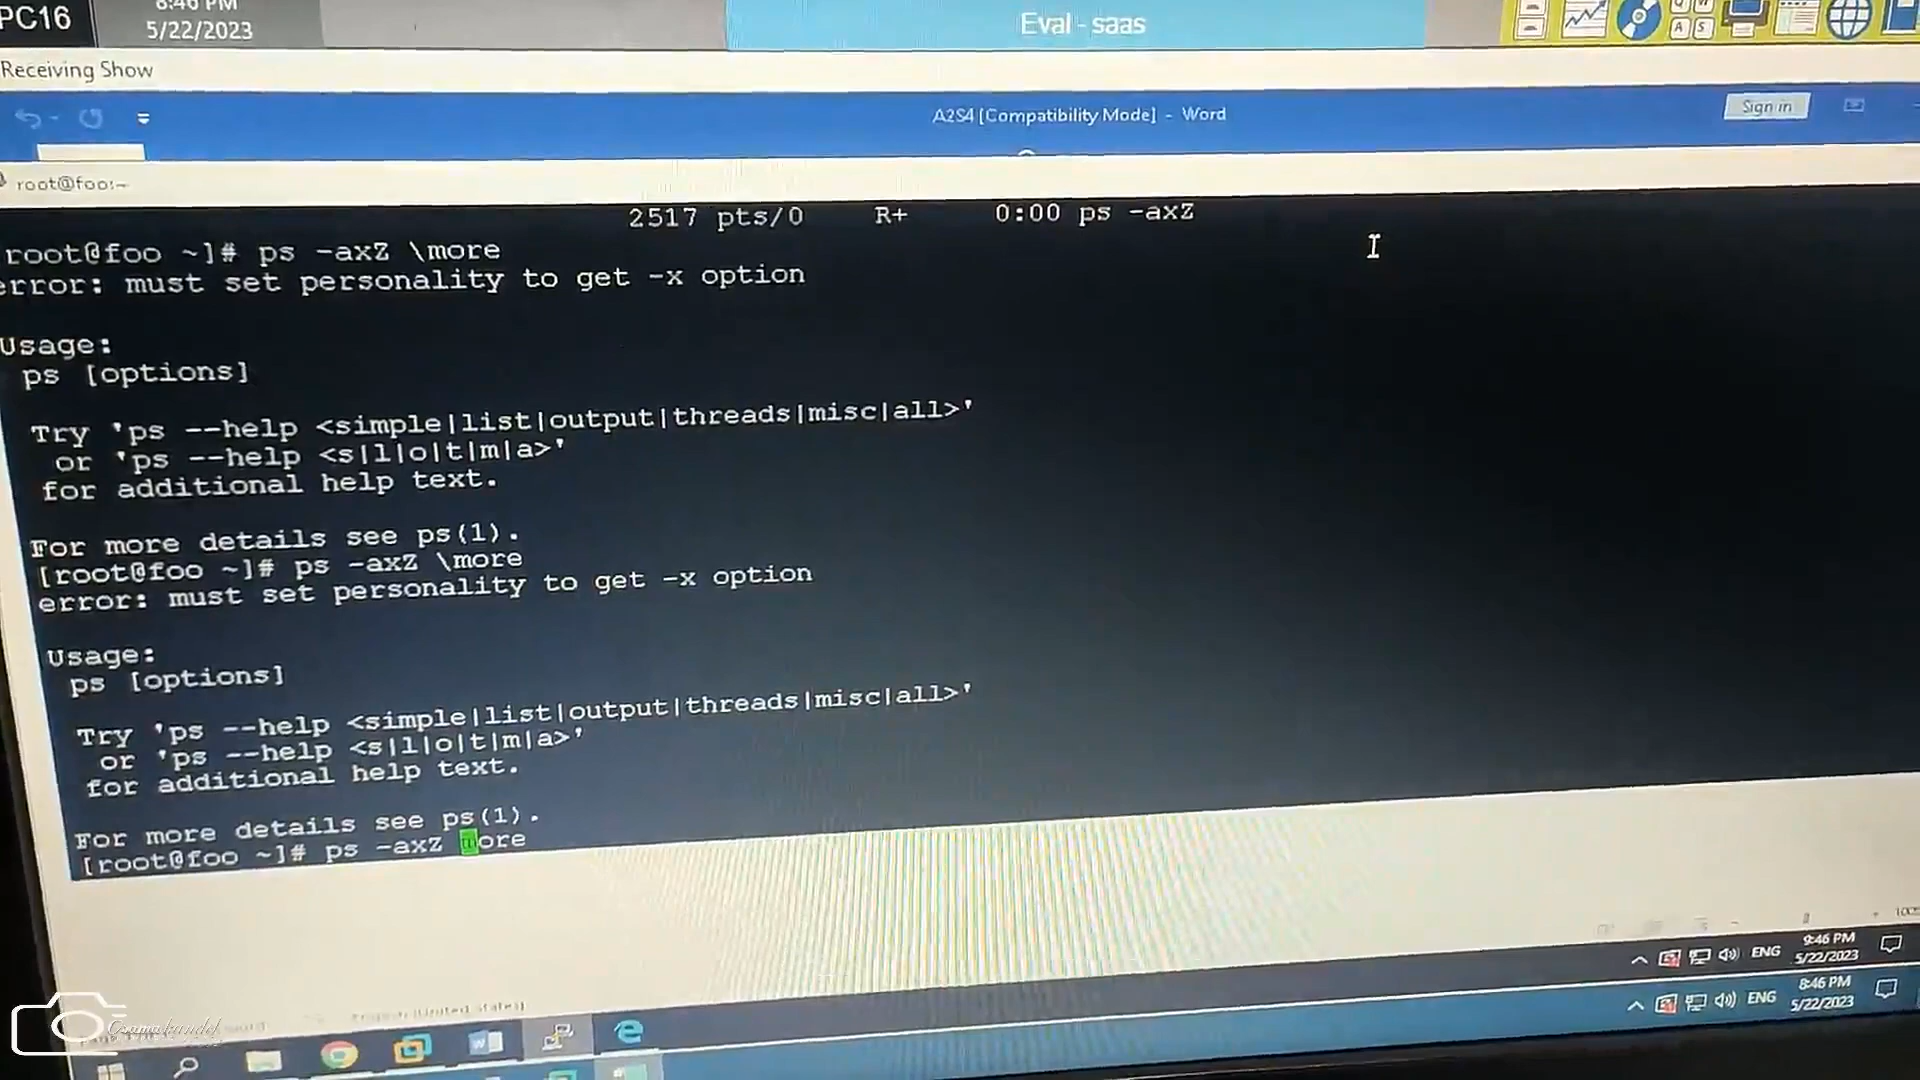 PC16
8:46 PM
5/22/2023
Eval - saas
Receiving Show
A2S4 [Compatibility Mode] - Word
Sign in
root@foo:~
2517 pts/0 R+ 0:00 ps -axZ
root@foo ~]# ps -axZ \more
error: must set personality to get -x option
Usage:
ps [options]
Try 'ps --help <simple|list|output|threads|misc|all>'
or 'ps --help <s|l|o|t|m|a>'
for additional help text.
For more details see ps(1).
[root@foo ~]# ps -axZ \more
error: must set personality to get -x option
Usage:
ps [options]
Try 'ps --help <simple|list|output|threads|misc|all>'
or 'ps --help <s|l|o|t|m|a>'
for additional help text.
For more details see ps(1).
[root@foo ~]# ps -axZ more
ENG
9:46 PM
5/22/2023
ENG
8:46 PM
5/22/2023
English (United States)